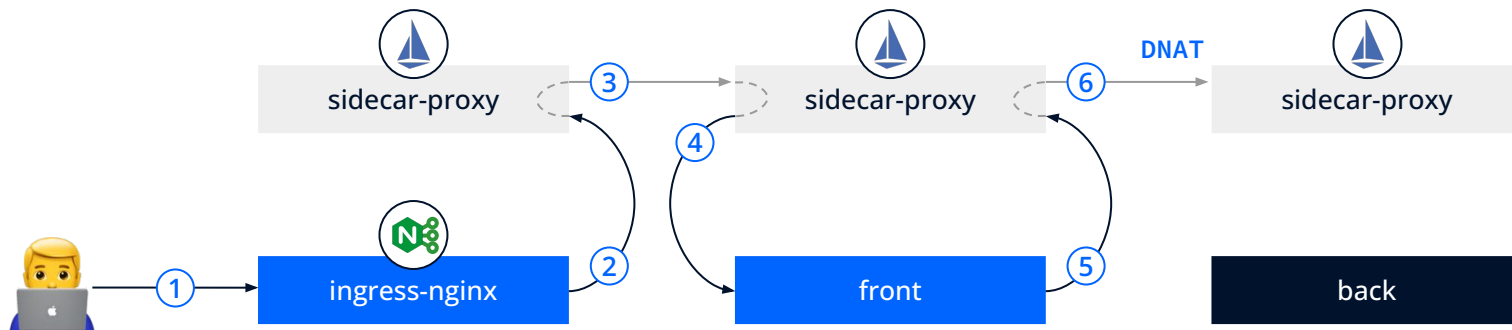 DNAT
3
6
sidecar-proxy
sidecar-proxy
sidecar-proxy
4
N
2
5
1
ingress-nginx
front
back